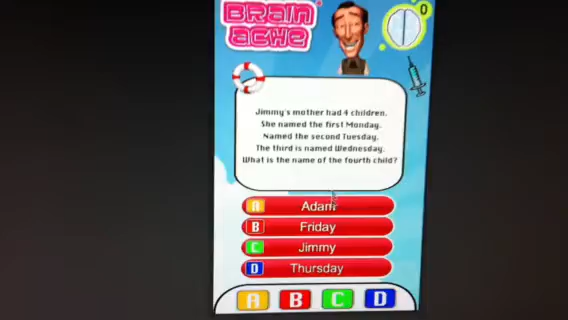 BRAIN
ACHE
0
Jimmy's mother had 4 children.
She named the first Monday.
Named the second Tuesday.
The third is named Wednesday.
What is the name of the fourth child?
A Adam
B Friday
C Jimmy
D Thursday
A B C D